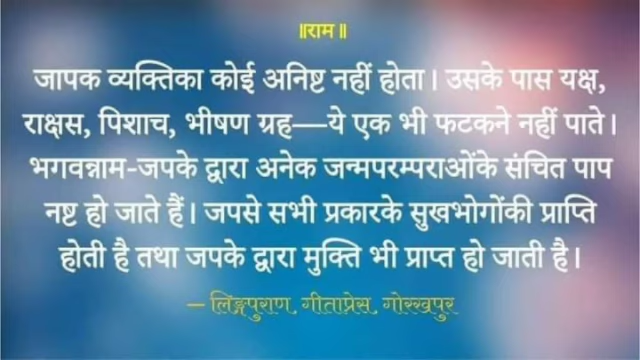 ॥राम॥
जापक व्यक्तिका कोई अनिष्ट नहीं होता। उसके पास यक्ष,
राक्षस, पिशाच, भीषण ग्रह—ये एक भी फटकने नहीं पाते।
भगवन्नाम-जपके द्वारा अनेक जन्मपरम्पराओंके संचित पाप
नष्ट हो जाते हैं। जपसे सभी प्रकारके सुखभोगोंकी प्राप्ति
होती है तथा जपके द्वारा मुक्ति भी प्राप्त हो जाती है।
– लिङ्गपुराण, गीताप्रेस, गोरखपुर